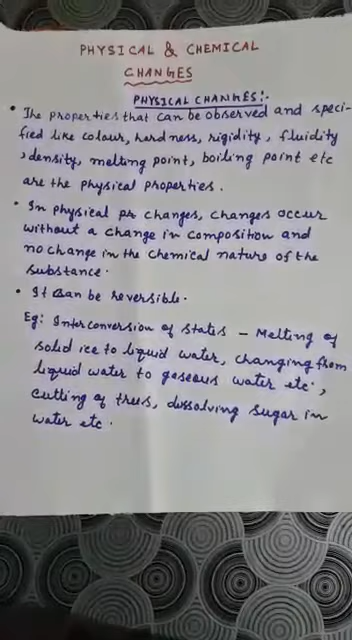 PHYSICAL & CHEMICAL
CHANGES
PHYSICAL CHANGES:-
• The properties that can be observed and speci-
fied like colour, hardness, rigidity, fluidity
, density, melting point, boiling point etc
are the physical properties.
• In physical changes, changes occur
without a change in composition and
no change in the chemical nature of the
substance.
• It can be reversible.
Eg: Interconversion of states - Melting of
solid ice to liquid water, changing from
liquid water to gaseous water etc.,
cutting of trees, dissolving sugar in
water etc.